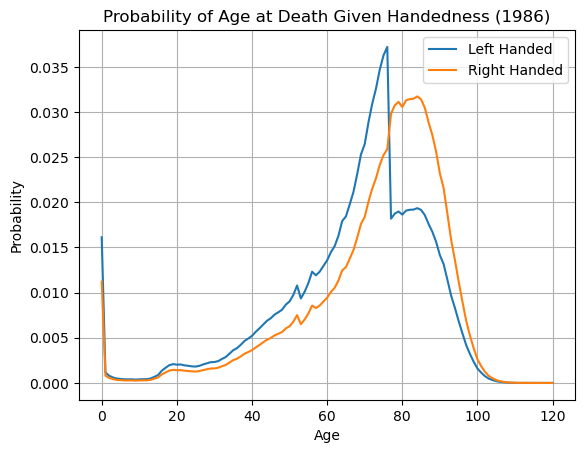 Probability of Age at Death Given Handedness (1986)
Left Handed
Right Handed
0.035
0.030
0.025
0.020
0.015
0.010
0.005
0.000
Probability
0 20 40 60 80 100 120
Age